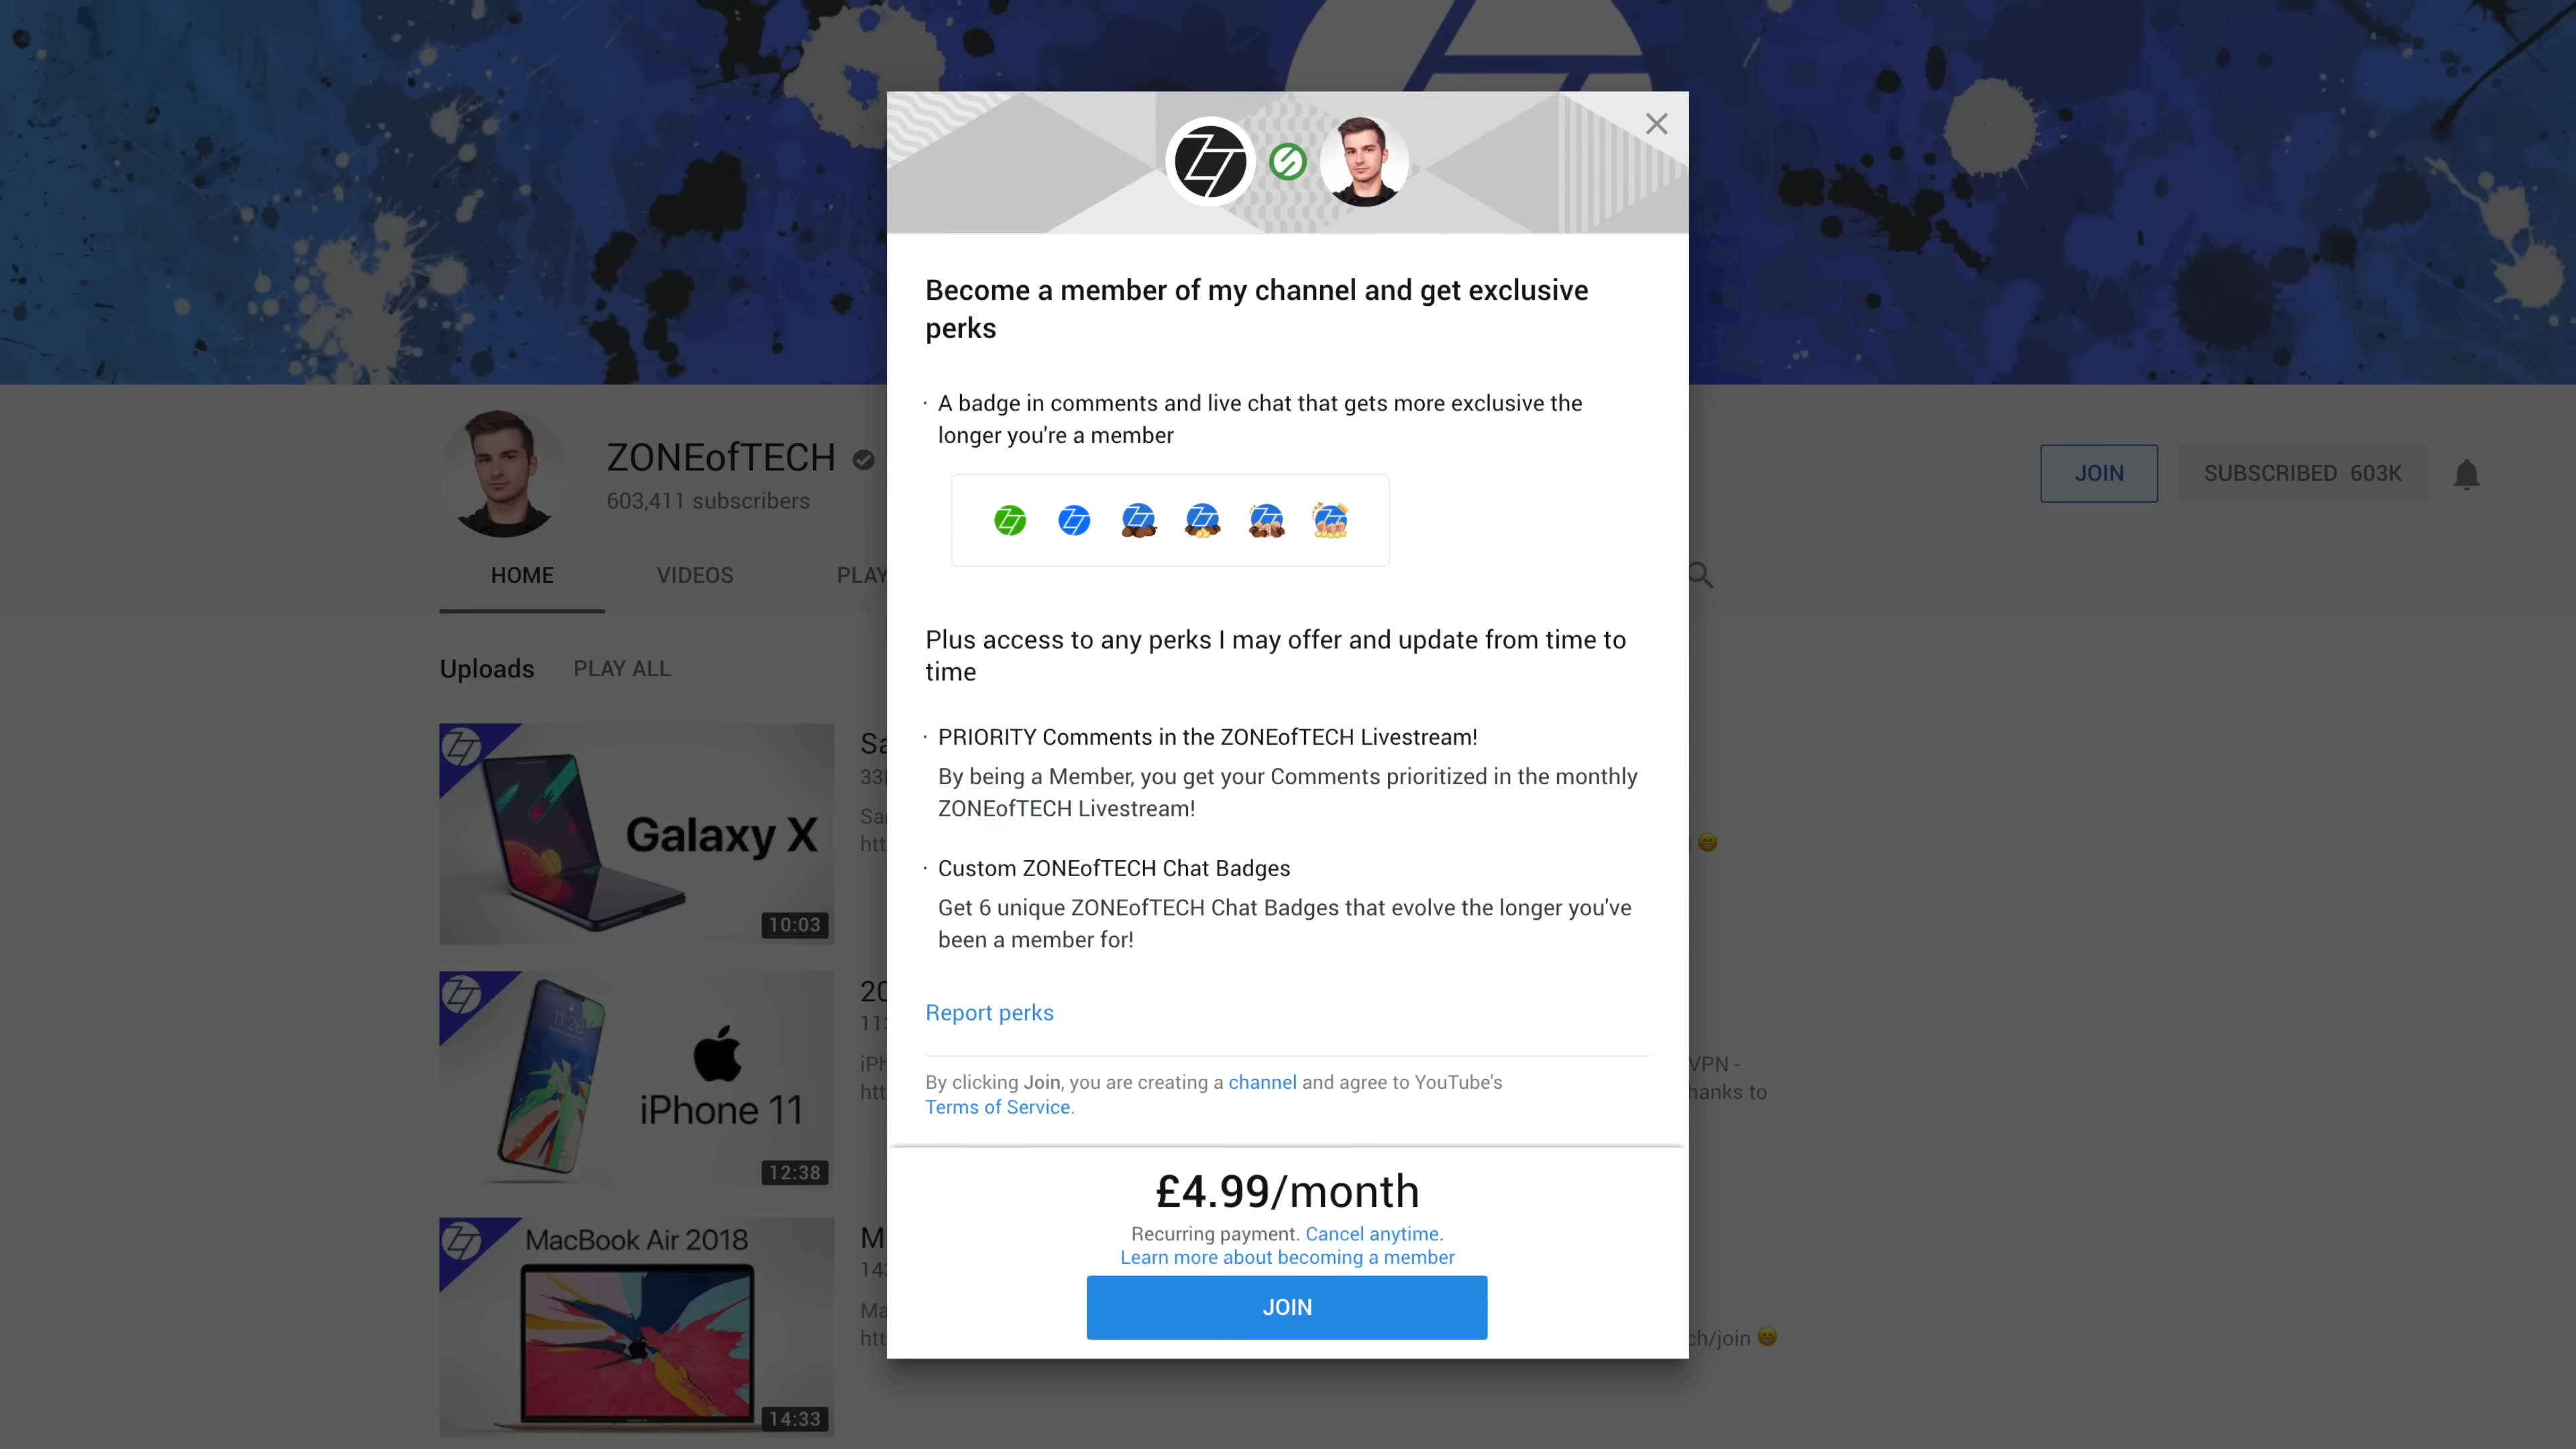 Become a member of my channel and get exclusive
perks
· A badge in comments and live chat that gets more exclusive the
longer you're a member
Plus access to any perks I may offer and update from time to
time
· PRIORITY Comments in the ZONEofTECH Livestream!
By being a Member, you get your Comments prioritized in the monthly
ZONEofTECH Livestream!
· Custom ZONEofTECH Chat Badges
Get 6 unique ZONEofTECH Chat Badges that evolve the longer you've
been a member for!
Report perks
By clicking Join, you are creating a channel and agree to YouTube's
Terms of Service.
£4.99/month
Recurring payment. Cancel anytime.
Learn more about becoming a member
JOIN
ZONEofTECH
603,411 subscribers
JOIN
SUBSCRIBED 603K
HOME
VIDEOS
Uploads
PLAY ALL
Galaxy X
10:03
11:28
iPhone 11
12:38
VPN -
to
MacBook Air 2018
14:33